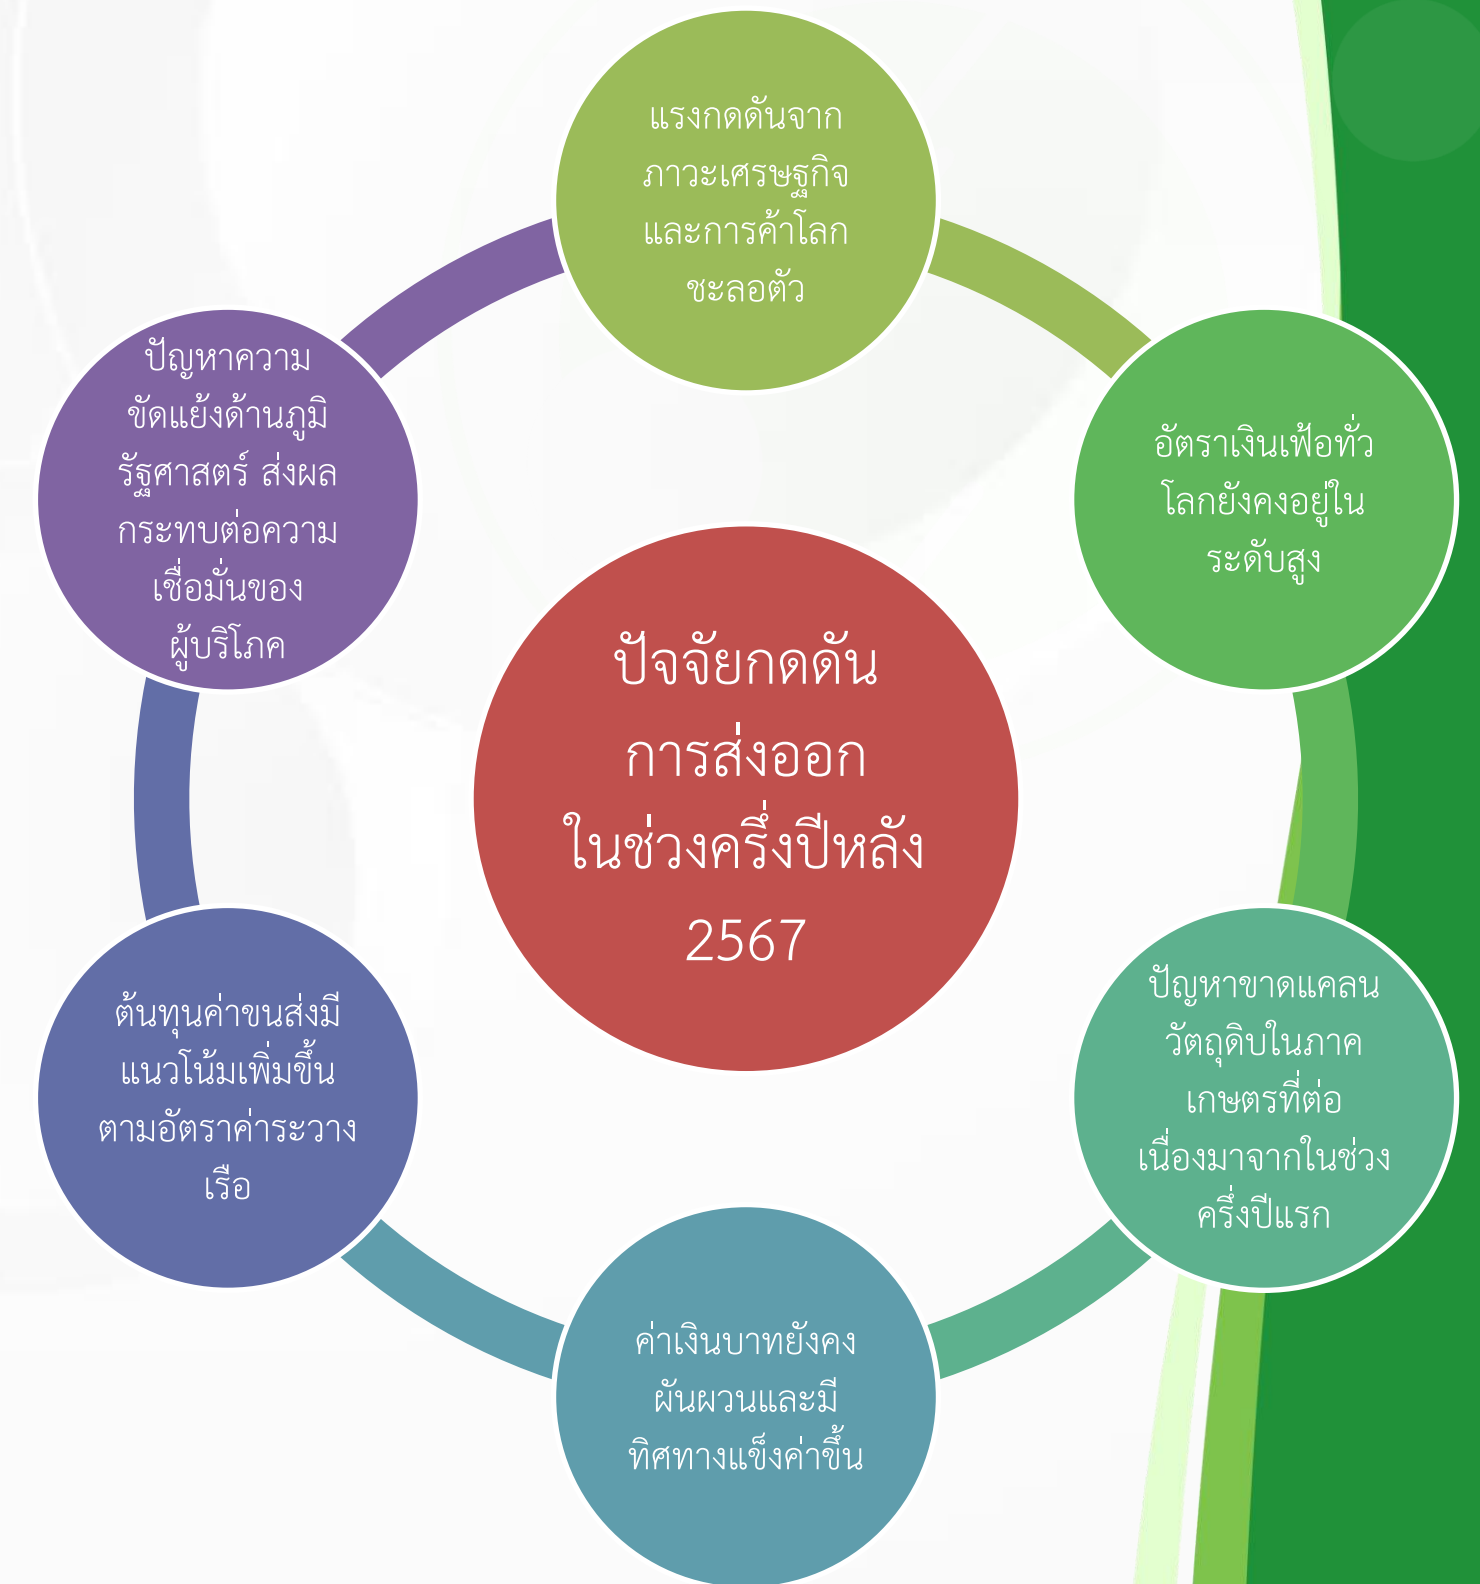 แรงกดดันจาก
ภาวะเศรษฐกิจ
และการค้าโลก
ชะลอตัว
อัตราเงินเฟ้อทั่ว
โลกยังคงอยู่ใน
ระดับสูง
ปัญหาขาดแคลน
วัตถุดิบในภาค
เกษตรที่ต่อ
เนื่องมาจากในช่วง
ครึ่งปีแรก
ค่าเงินบาทยังคง
ผันผวนและมี
ทิศทางแข็งค่าขึ้น
ต้นทุนค่าขนส่งมี
แนวโน้มเพิ่มขึ้น
ตามอัตราค่าระวาง
เรือ
ปัญหาความ
ขัดแย้งด้านภูมิ
รัฐศาสตร์ ส่งผล
กระทบต่อความ
เชื่อมั่นของ
ผู้บริโภค
ปัจจัยกดดัน
การส่งออก
ในช่วงครึ่งปีหลัง
2567